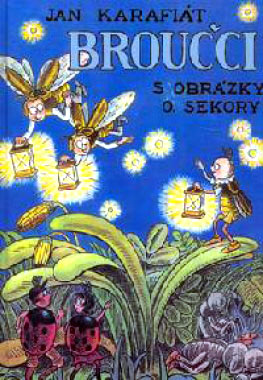 JAN KARAFIÁT
BROUČCI
S OBRÁZKY
O. SEKORY